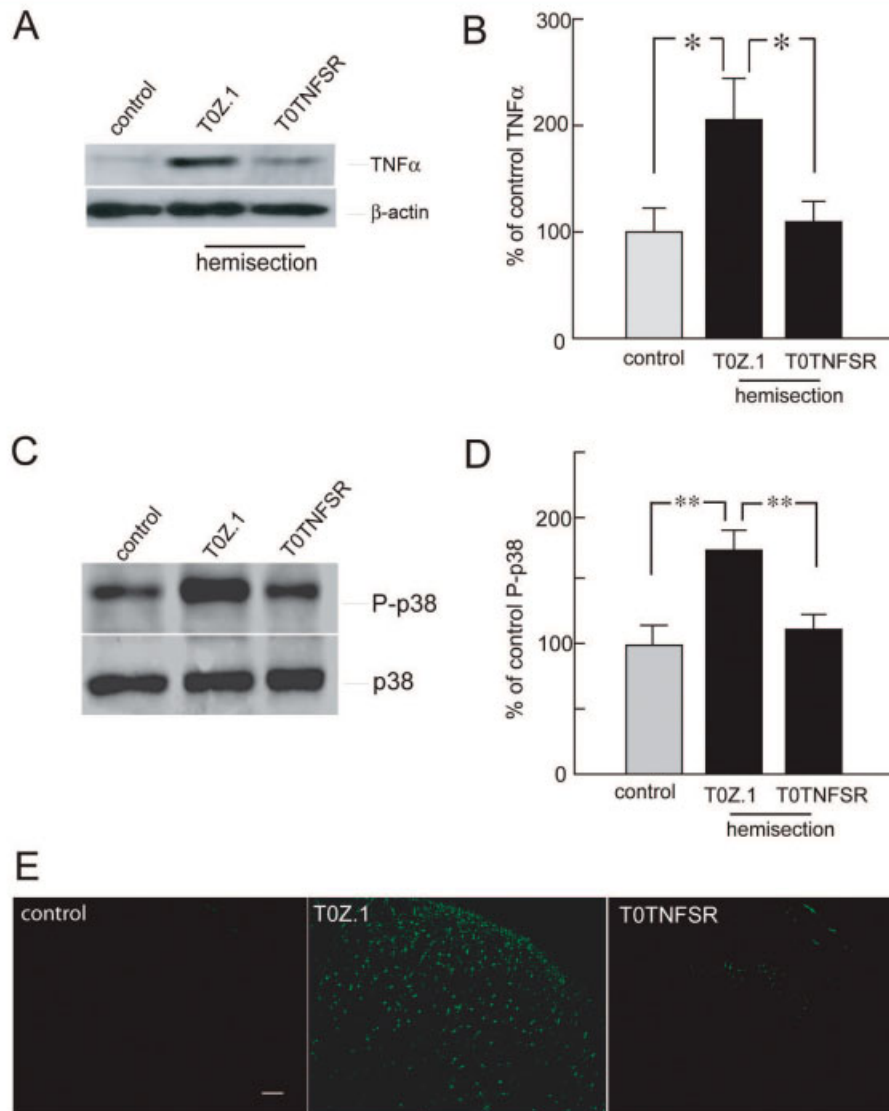 A
control
T0Z.1
T0TNFSR
TNFα
β-actin
hemisection
B
% of contrrol TNFα
300
200
100
0
*
*
control
T0Z.1
T0TNFSR
hemisection
C
control
T0Z.1
T0TNFSR
P-p38
p38
D
% of control P-p38
200
100
0
**
**
control
T0Z.1
T0TNFSR
hemisection
E
control
T0Z.1
T0TNFSR